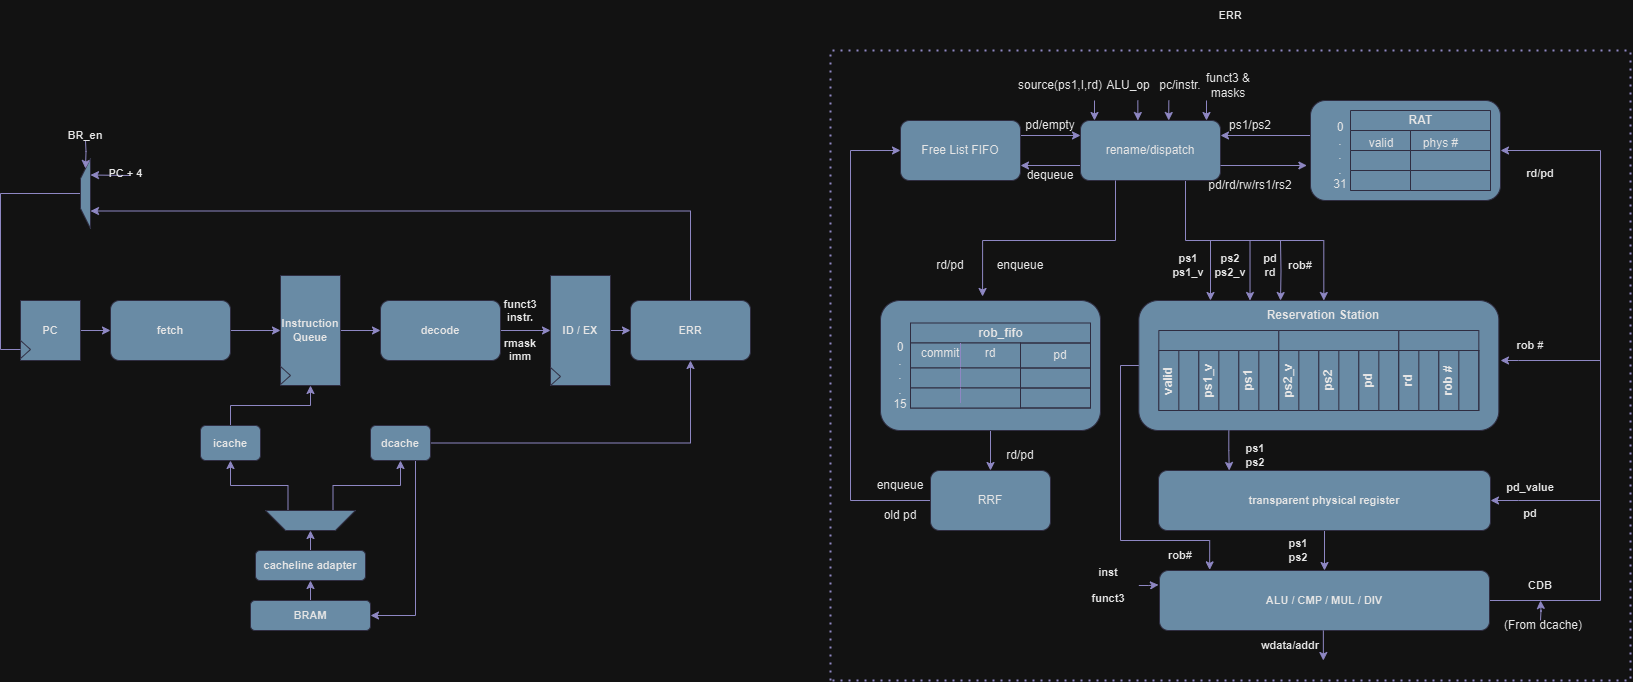 ERR
BR_en
PC + 4
PC
fetch
Instruction
Queue
decode
funct3
instr.
rmask
imm
ID / EX
ERR
icache
dcache
cacheline adapter
BRAM
source(ps1,I,rd)
ALU_op
pc/instr.
funct3 &
masks
Free List FIFO
pd/empty
dequeue
rename/dispatch
ps1/ps2
pd/rd/rw/rs1/rs2
RAT
0
.
.
.
31
valid
phys #
rd/pd
rd/pd
enqueue
ps1
ps1_v
ps2
ps2_v
pd
rd
rob#
rob_fifo
0
.
.
.
15
commit
rd
pd
Reservation Station
valid
ps1_v
ps1
ps2_v
ps2
pd
rd
rob #
rob #
rd/pd
ps1
ps2
enqueue
old pd
RRF
transparent physical register
pd_value
pd
rob#
ps1
ps2
inst
funct3
ALU / CMP / MUL / DIV
CDB
(From dcache)
wdata/addr